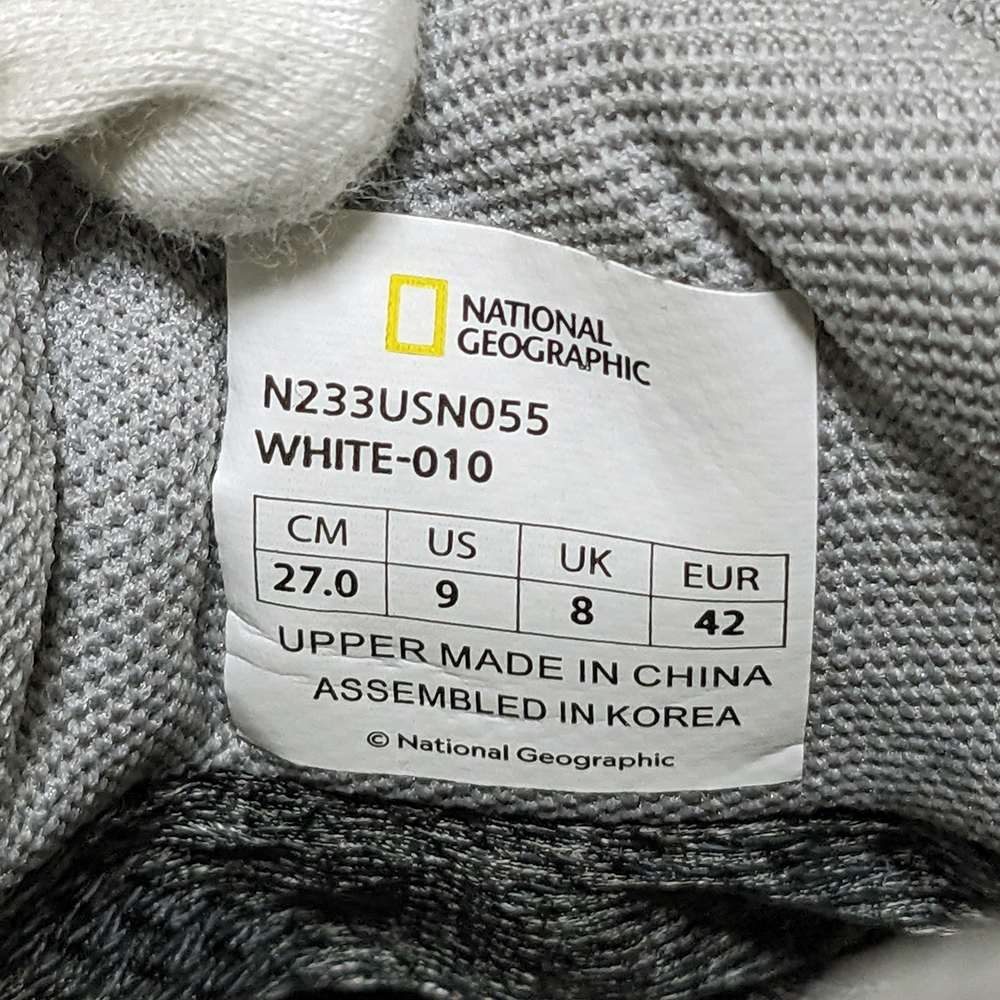 NATIONAL
GEOGRAPHIC
N233USN055
WHITE-010
CM US UK EUR
27.0 9 8 42
UPPER MADE IN CHINA
ASSEMBLED IN KOREA
© National Geographic